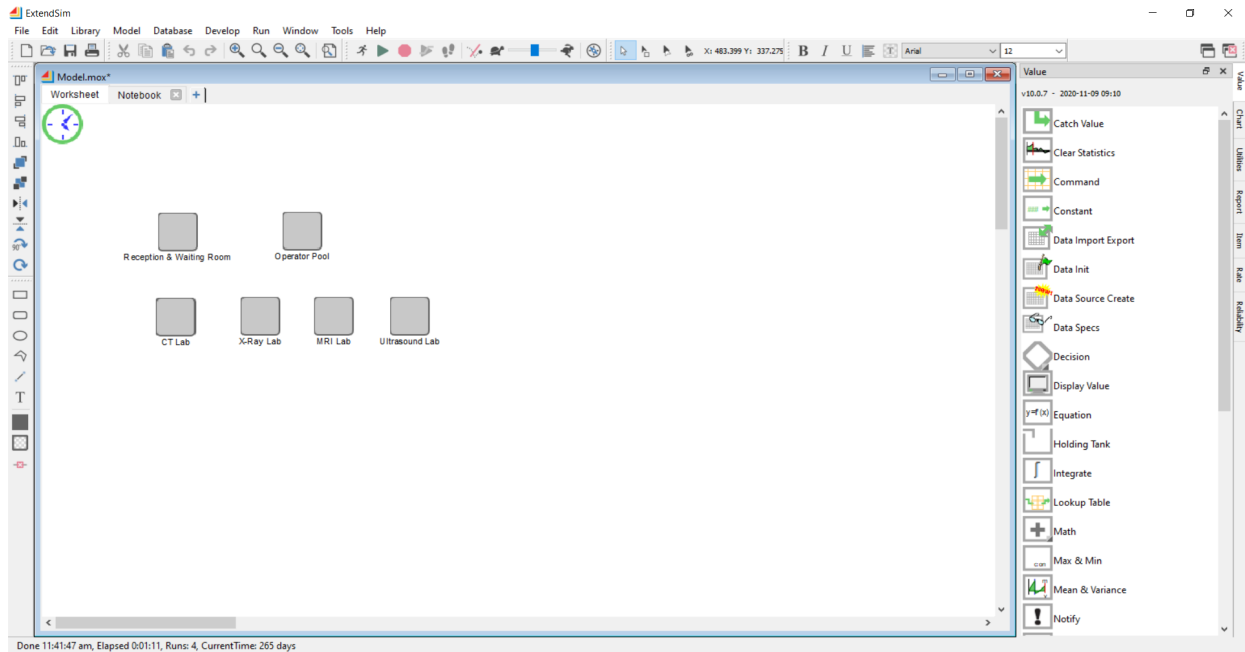 ExtendSim
File Edit Library Model Database Develop Run Window Tools Help
X: 483.399 Y: 337.275 B I U T Arial 12
Model.mox*
Worksheet Notebook +
Reception & Waiting Room
Operator Pool
CT Lab
X-Ray Lab
MRI Lab
Ultrasound Lab
90°
T
Value
v10.0.7 - 2020-11-09 09:10
Catch Value
Clear Statistics
Command
Constant
Data Import Export
Data Init
Data Source Create
Data Specs
Decision
Display Value
y=f(x) Equation
Holding Tank
∫ Integrate
Lookup Table
Math
con Max & Min
Mean & Variance
Notify
Value
Chart
Utilities
Report
Item
Rate
Reliability
Done 11:41:47 am, Elapsed 0:01:11, Runs: 4, CurrentTime: 265 days